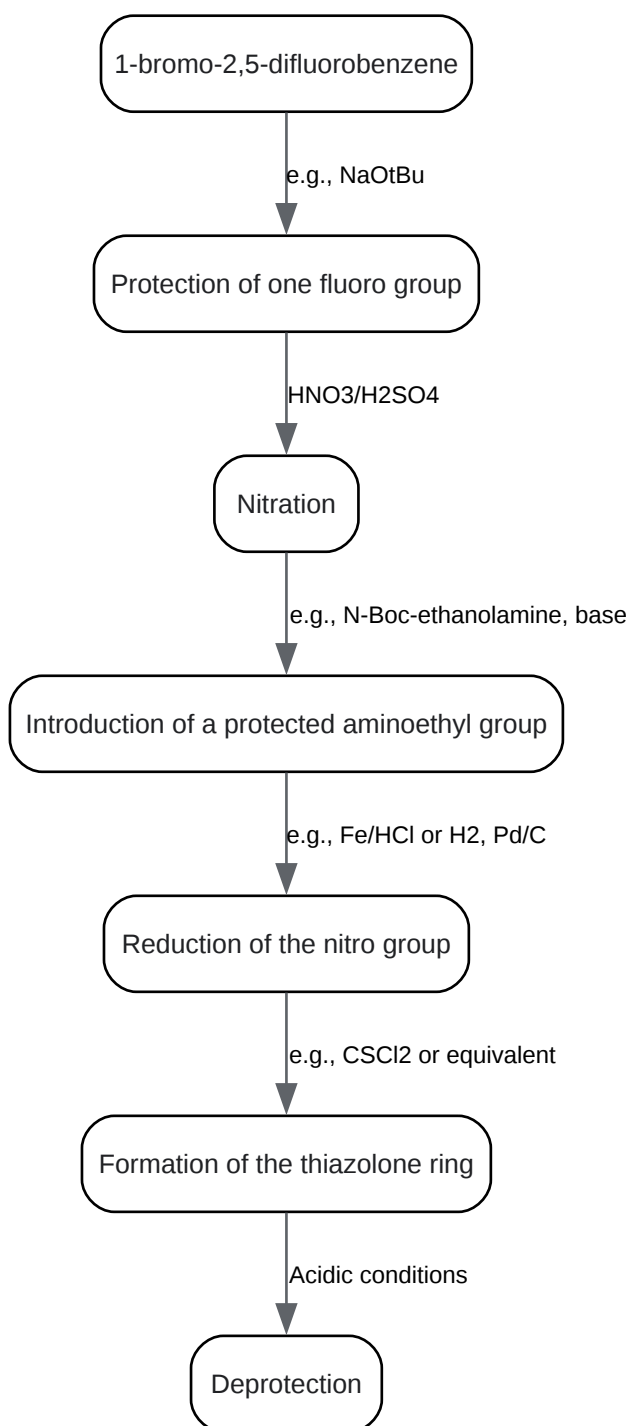 1-bromo-2,5-difluorobenzene
e.g., NaOtBu
Protection of one fluoro group
HNO3/H2SO4
Nitration
e.g., N-Boc-ethanolamine, base
Introduction of a protected aminoethyl group
e.g., Fe/HCl or H2, Pd/C
Reduction of the nitro group
e.g., CSCl2 or equivalent
Formation of the thiazolone ring
Acidic conditions
Deprotection